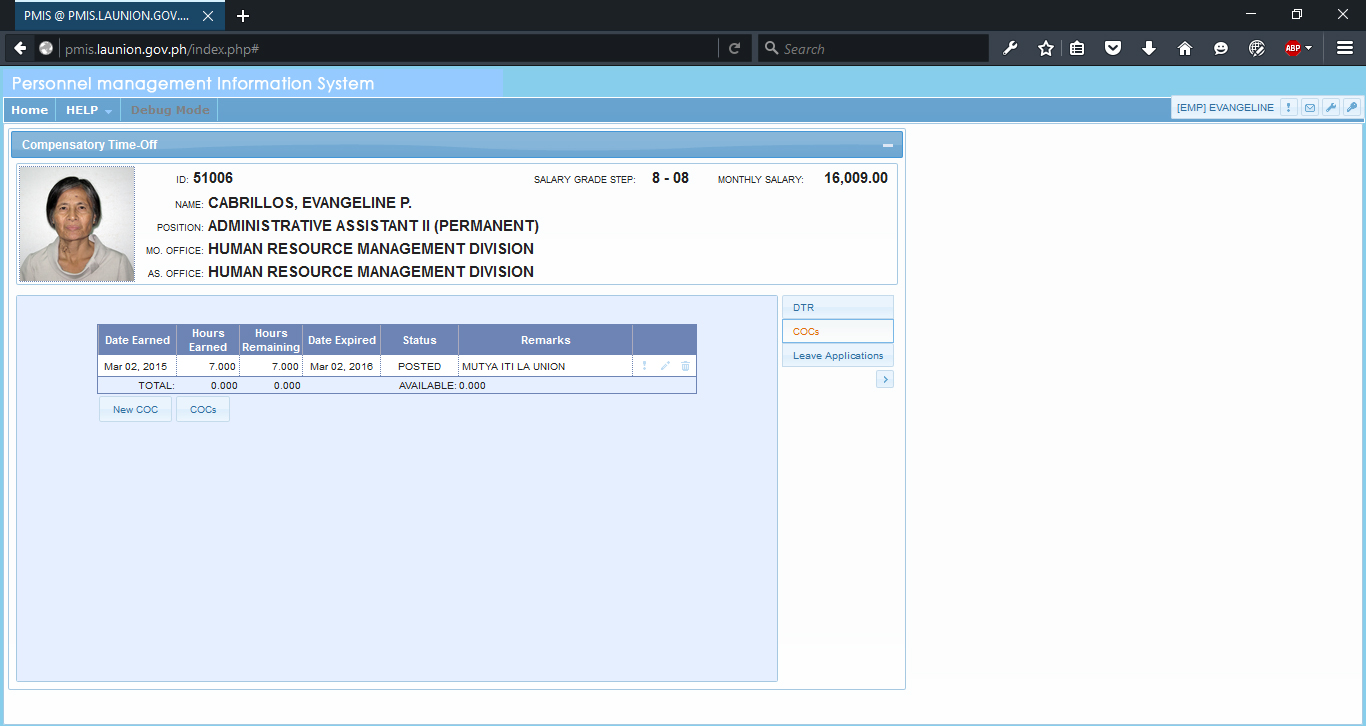 PMIS @ PMIS.LAUNION.GOV....
pmis.launion.gov.ph/index.php#
Search
ABP
Personnel management Information System
Home HELP Debug Mode
[EMP] EVANGELINE
Compensatory Time-Off
ID: 51006 SALARY GRADE STEP: 8 - 08 MONTHLY SALARY: 16,009.00
NAME: CABRILLOS, EVANGELINE P.
POSITION: ADMINISTRATIVE ASSISTANT II (PERMANENT)
MO. OFFICE: HUMAN RESOURCE MANAGEMENT DIVISION
AS. OFFICE: HUMAN RESOURCE MANAGEMENT DIVISION
DTR
COCs
Leave Applications
Date Earned Hours Earned Hours Remaining Date Expired Status Remarks
Mar 02, 2015 7.000 7.000 Mar 02, 2016 POSTED MUTYA ITI LA UNION
TOTAL: 0.000 0.000 AVAILABLE: 0.000
New COC COCs